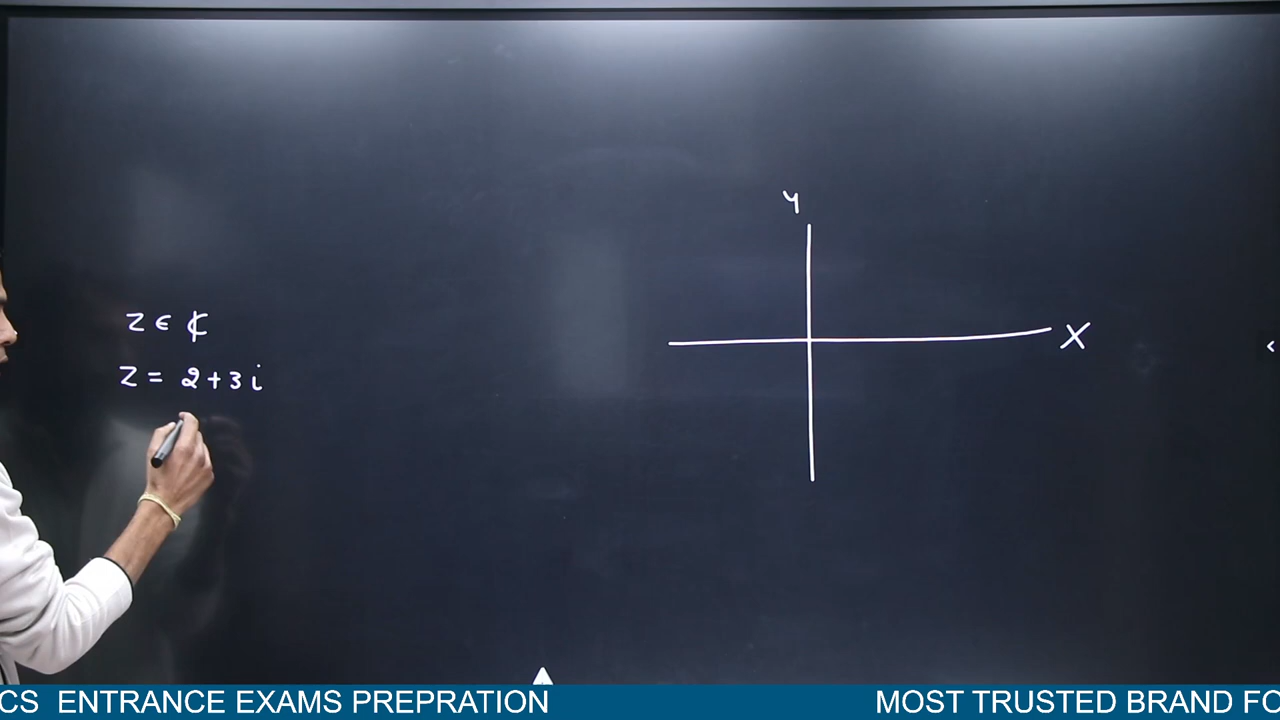 y
X
z ∈ ℂ
z = 2+3i
CS ENTRANCE EXAMS PREPRATION
MOST TRUSTED BRAND FO